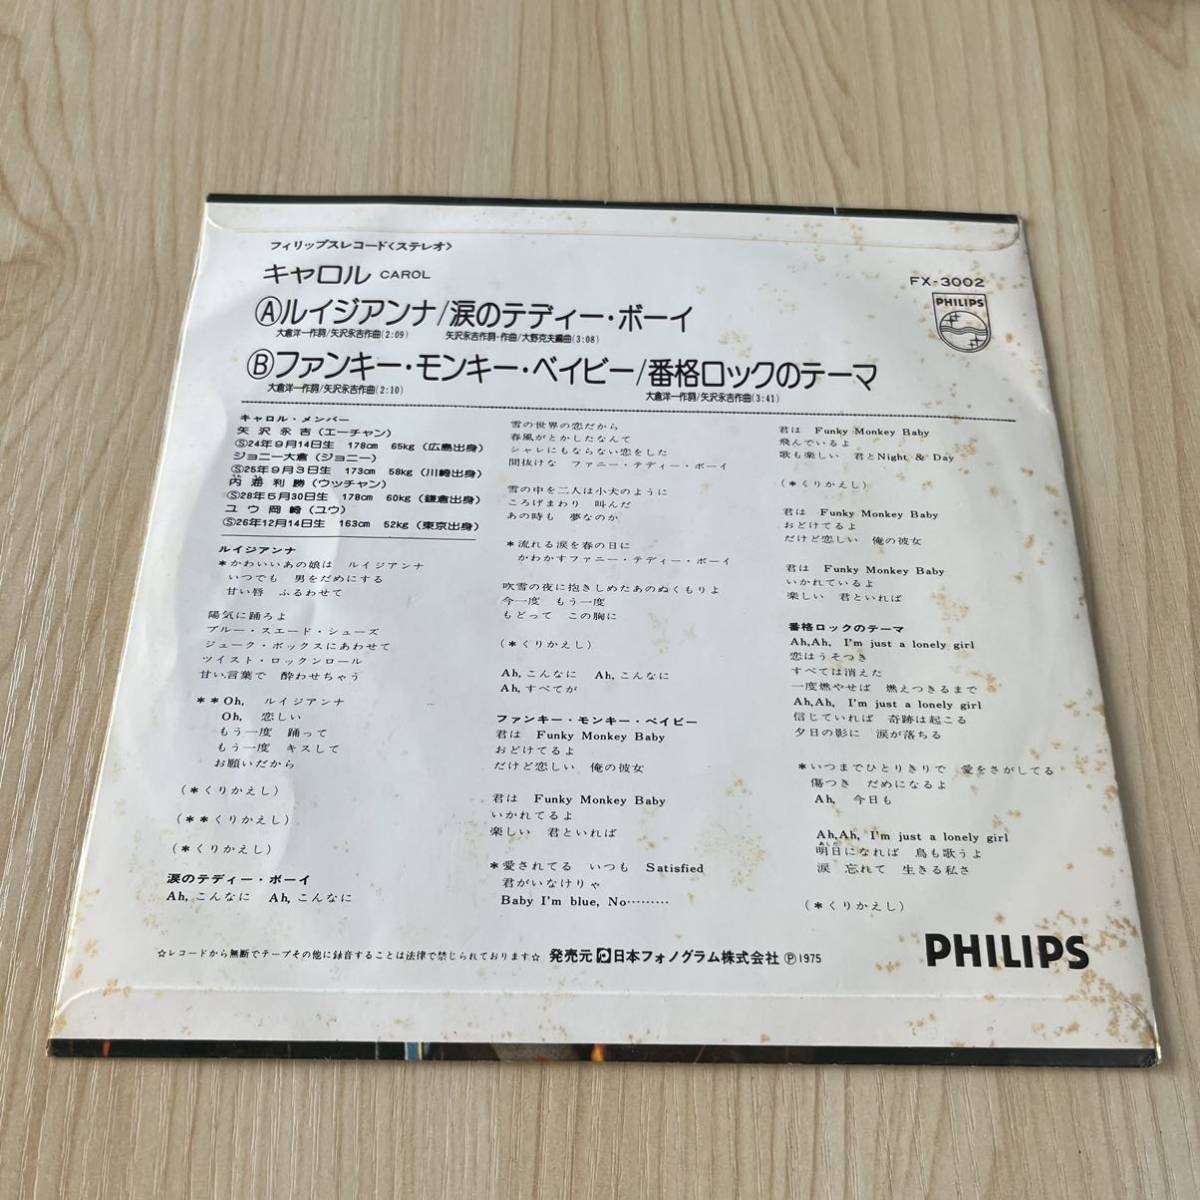 フィリップスレコード〈ステレオ〉
キャロル CAROL
FX-3002
PHILIPS
Ⓐルイジアンナ/涙のテディー・ボーイ
大倉洋一作詞/矢沢永吉作曲(2:09) 矢沢永吉作詞・作曲/大野克夫編曲(3:08)
Ⓑファンキー・モンキー・ベイビー/番格ロックのテーマ
大倉洋一作詞/矢沢永吉作曲(2:10) 大倉洋一作詞/矢沢永吉作曲(3:41)
キャロル・メンバー
矢沢永吉(エーチャン)
Ⓢ24年9月14日生 178cm 65kg(広島出身)
ジョニー大倉(ジョニー)
Ⓢ25年9月3日生 173cm 58kg(川崎出身)
内海利勝(ウッチャン)
Ⓢ28年5月30日生 178cm 60kg(鎌倉出身)
ユウ岡崎(ユウ)
Ⓢ26年12月14日生 163cm 52kg(東京出身)
ルイジアンナ
*かわいいあの娘は ルイジアンナ
いつでも 男をだめにする
甘い唇 ふるわせて
陽気に踊ろよ
ブルー・スエード・シューズ
ジューク・ボックスにあわせて
ツイスト・ロックンロール
甘い言葉で 酔わせちゃう
**Oh, ルイジアンナ
Oh, 恋しい
もう一度 踊って
もう一度 キスして
お願いだから
(*くりかえし)
(**くりかえし)
(*くりかえし)
涙のテディー・ボーイ
Ah, こんなに Ah, こんなに
雪の世界の恋だから
春風がとかしたなんて
シャレにもならない恋をした
間抜けな ファニー・テディー・ボーイ
雪の中を二人は小犬のように
ころげまわり 叫んだ
あの時も 夢なのか
*流れる涙を春の日に
かわかすファニー・テディー・ボーイ
吹雪の夜に抱きしめたあのぬくもりよ
今一度 もう一度
もどって この胸に
(*くりかえし)
Ah, こんなに Ah, こんなに
Ah, すべてが
ファンキー・モンキー・ベイビー
君は Funky Monkey Baby
おどけてるよ
だけど恋しい 俺の彼女
君は Funky Monkey Baby
いかれてるよ
楽しい 君といれば
*愛されてる いつも Satisfied
君がいなけりゃ
Baby I'm blue, No………
君は Funky Monkey Baby
飛んでいるよ
歌も楽しい 君とNight & Day
(*くりかえし)
君は Funky Monkey Baby
おどけてるよ
だけど恋しい 俺の彼女
君は Funky Monkey Baby
いかれているよ
楽しい 君といれば
番格ロックのテーマ
Ah,Ah, I'm just a lonely girl
恋はうそつき
すべては消えた
一度燃やせば 燃えつきるまで
Ah,Ah, I'm just a lonely girl
信じていれば 奇跡は起こる
夕日の影に 涙が落ちる
*いつまでひとりきりで 愛をさがしてる
傷つき だめになるよ
Ah, 今日も
Ah,Ah, I'm just a lonely girl
明日になれば 鳥も歌うよ
涙 忘れて 生きる私さ
(*くりかえし)
☆レコードから無断でテープその他に録音することは法律で禁じられております☆ 発売元 日本フォノグラム株式会社 Ⓟ1975
PHILIPS